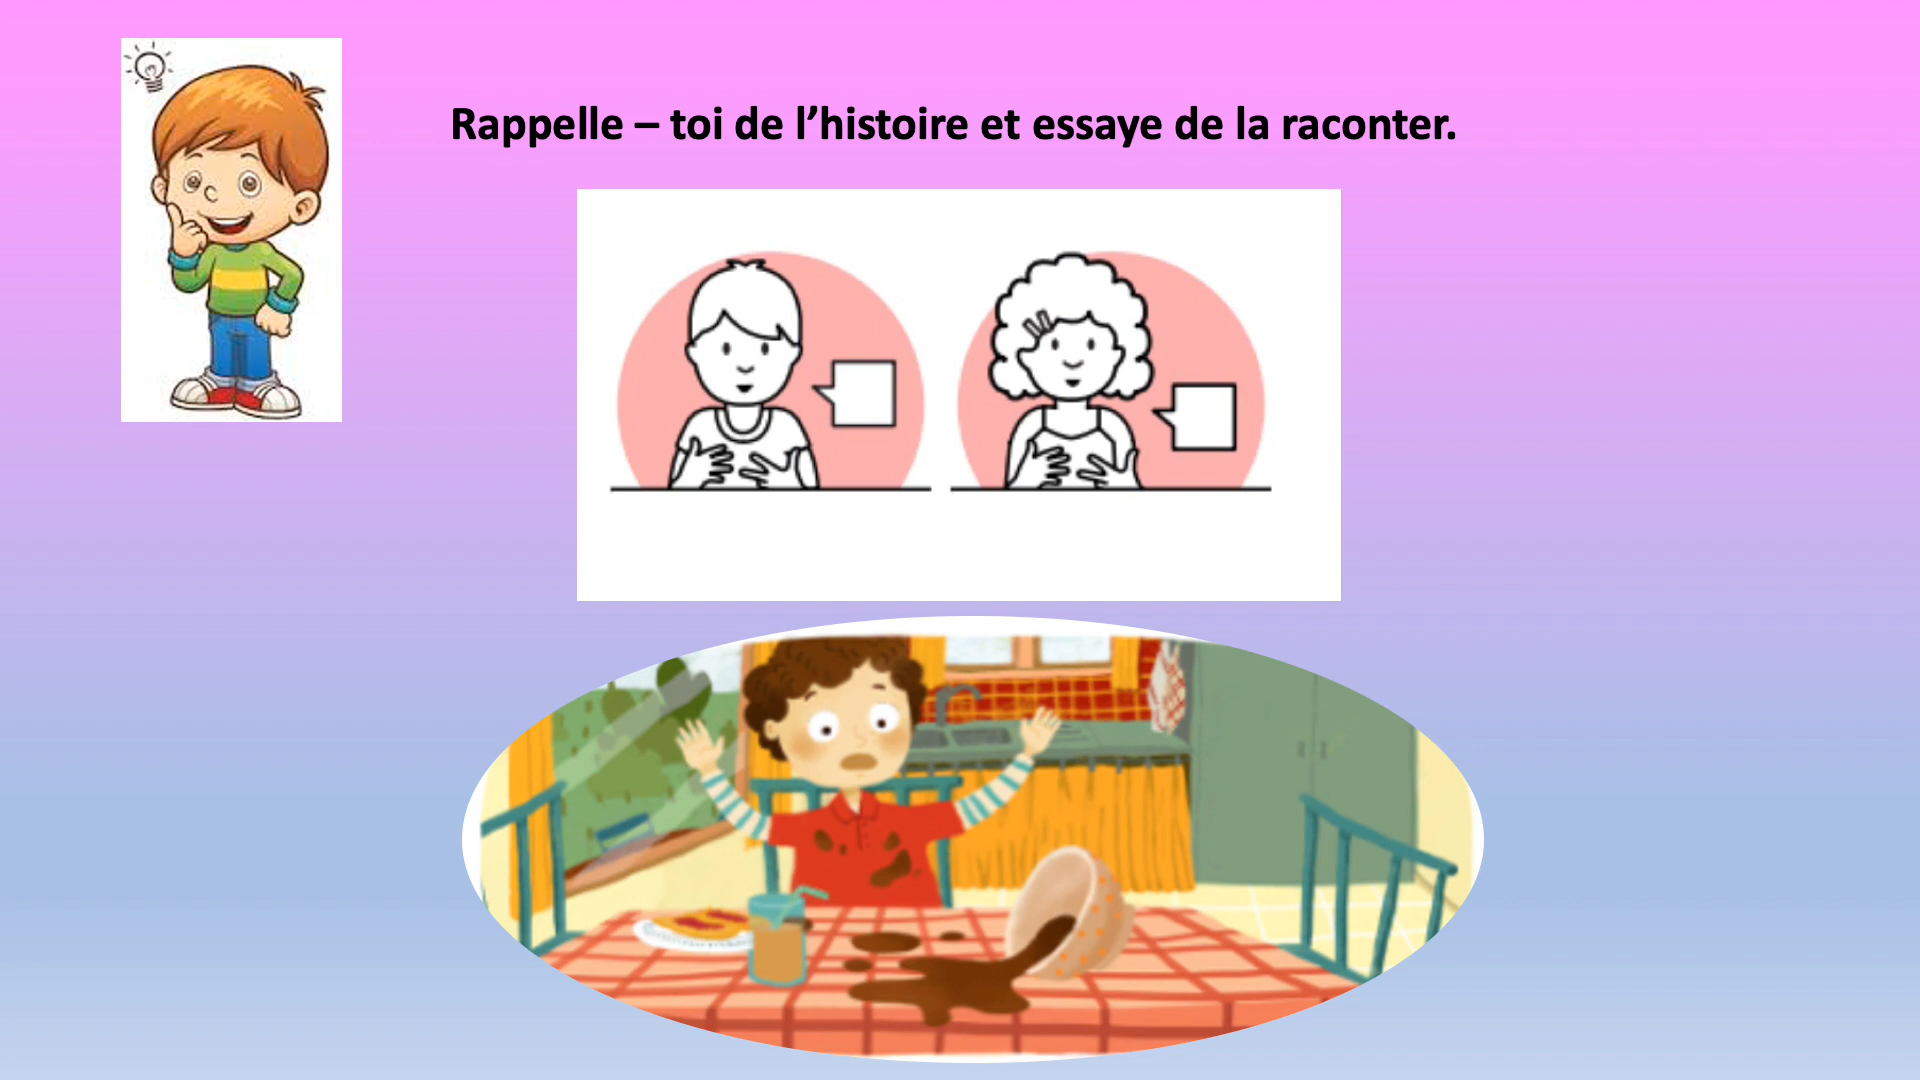 Rappelle – toi de l’histoire et essaye de la raconter.